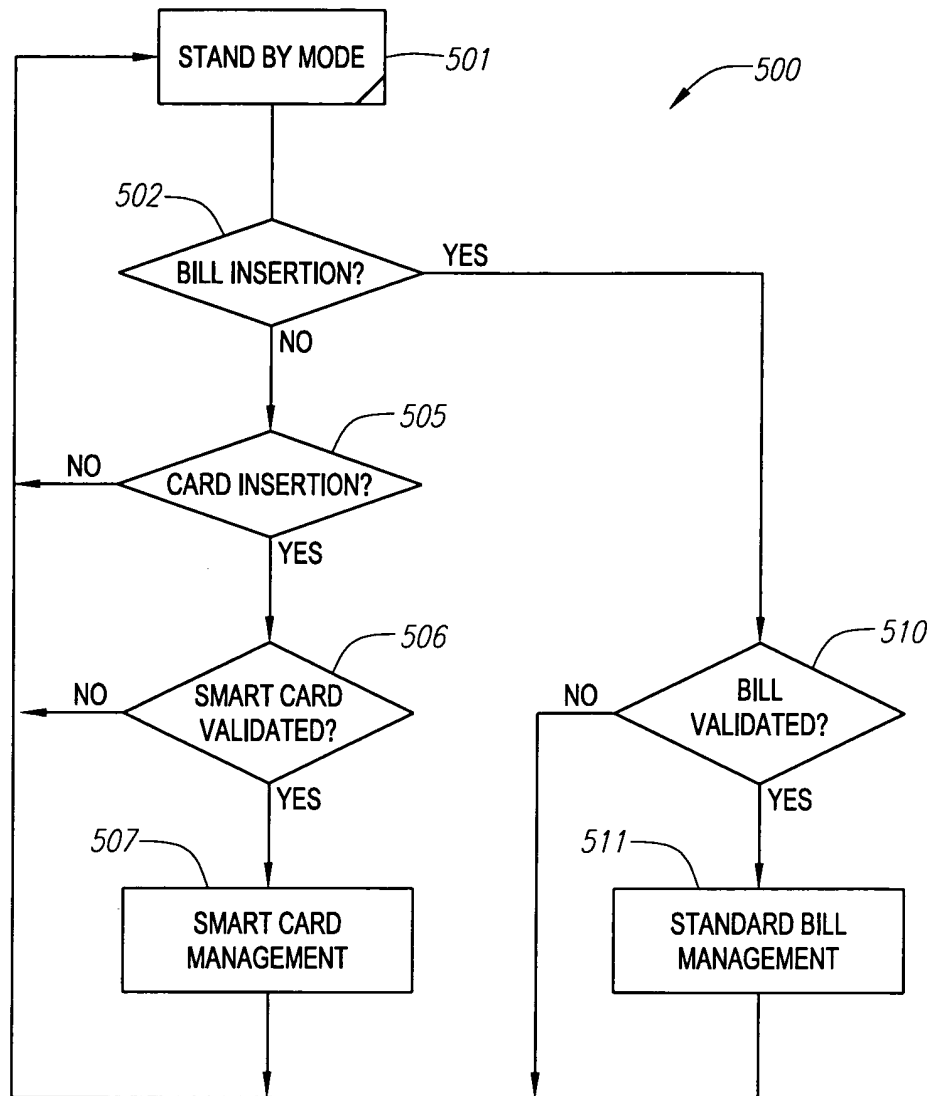 STAND BY MODE
501
500
502
BILL INSERTION?
YES
NO
505
NO
CARD INSERTION?
YES
506
NO
SMART CARD
VALIDATED?
YES
510
NO
BILL
VALIDATED?
YES
507
SMART CARD
MANAGEMENT
511
STANDARD BILL
MANAGEMENT